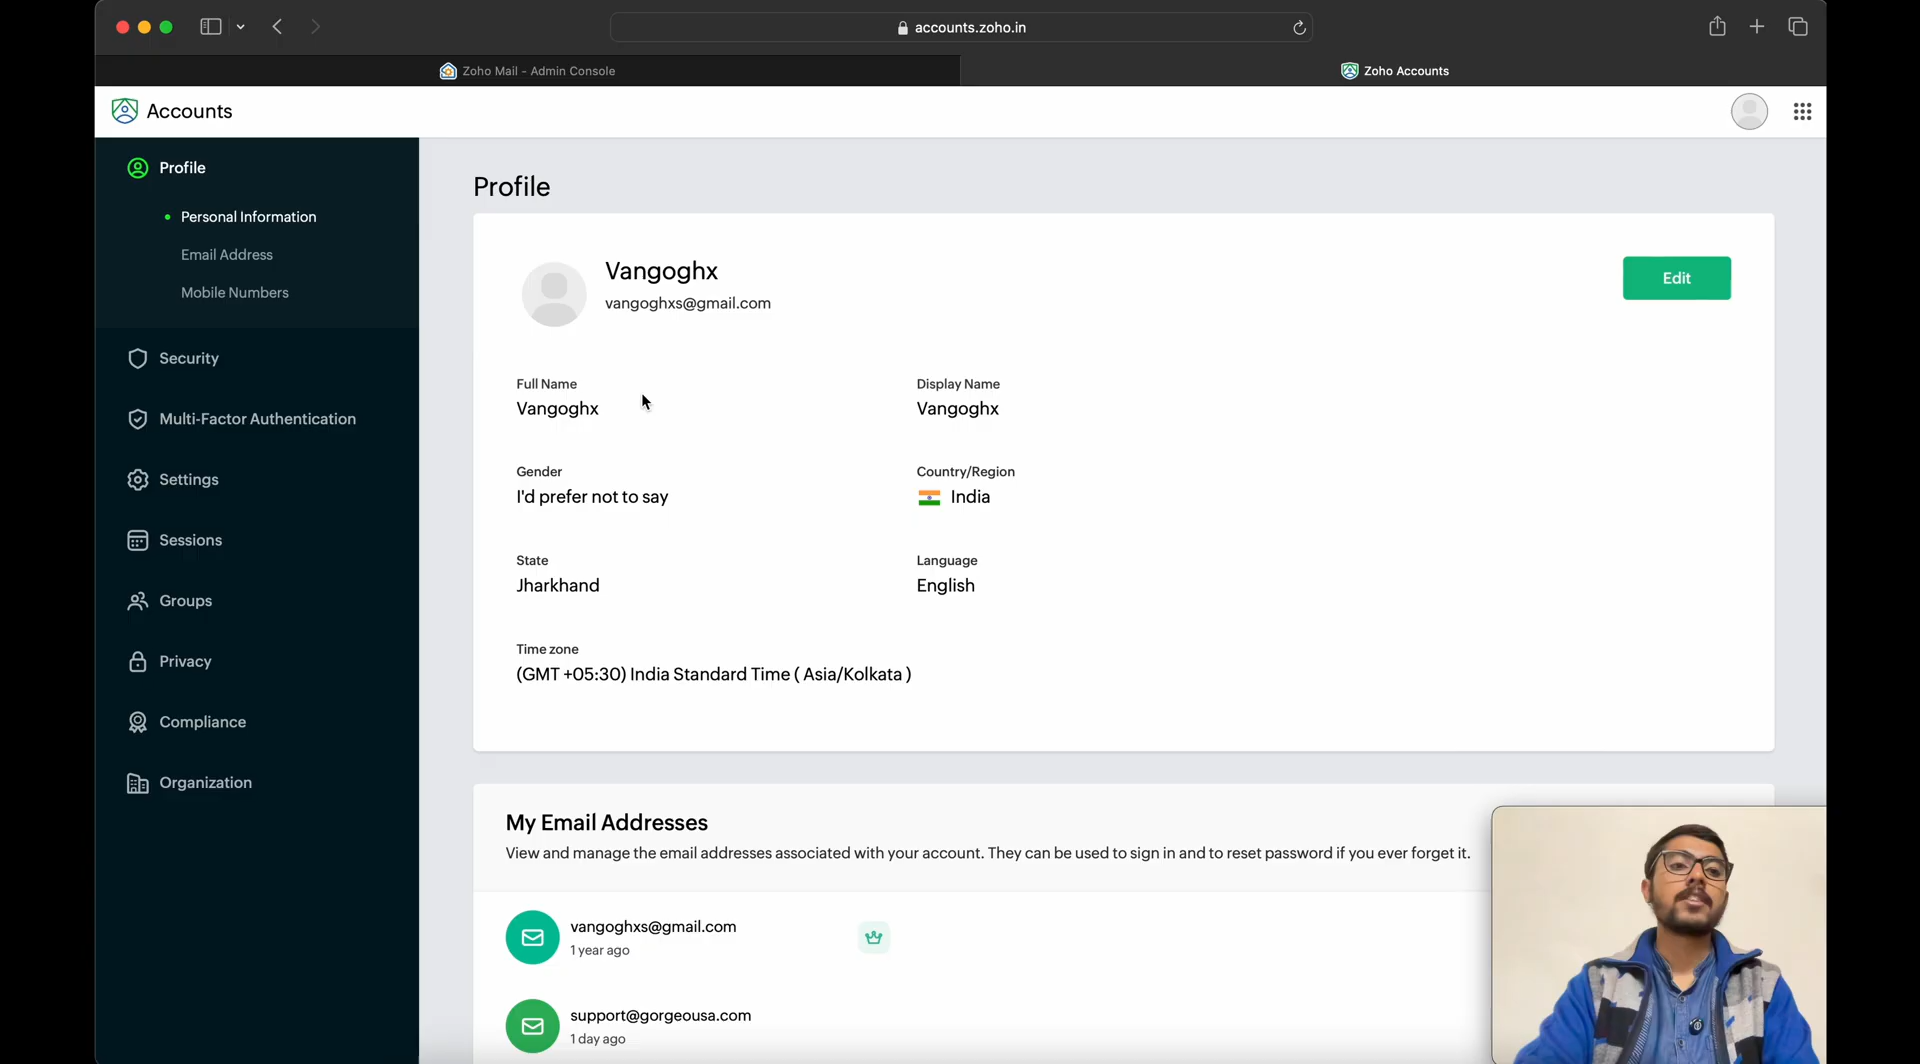 accounts.zoho.in
Zoho Mail - Admin Console
Zoho Accounts
Accounts
Profile
Personal Information
Email Address
Mobile Numbers
Security
Multi-Factor Authentication
Settings
Sessions
Groups
Privacy
Compliance
Organization
Profile
Vangoghx
vangoghxs@gmail.com
Edit
Full Name
Vangoghx
Display Name
Vangoghx
Gender
I'd prefer not to say
Country/Region
India
State
Jharkhand
Language
English
Time zone
(GMT +05:30) India Standard Time ( Asia/Kolkata )
My Email Addresses
View and manage the email addresses associated with your account. They can be used to sign in and to reset password if you ever forget it.
vangoghxs@gmail.com
1 year ago
support@gorgeousa.com
1 day ago